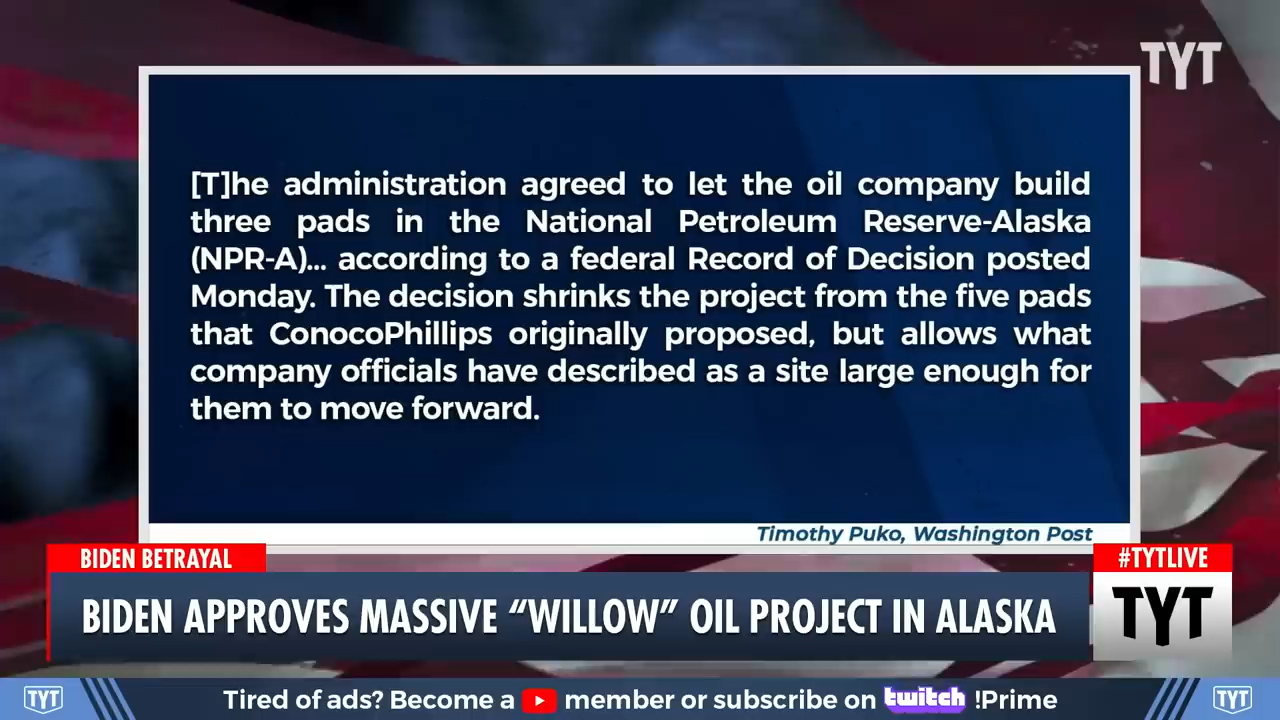 TYT
[T]he administration agreed to let the oil company build
three pads in the National Petroleum Reserve-Alaska
(NPR-A)... according to a federal Record of Decision posted
Monday. The decision shrinks the project from the five pads
that ConocoPhillips originally proposed, but allows what
company officials have described as a site large enough for
them to move forward.
Timothy Puko, Washington Post
BIDEN BETRAYAL
#TYTLIVE
BIDEN APPROVES MASSIVE “WILLOW” OIL PROJECT IN ALASKA
TYT
TYT
Tired of ads? Become a member or subscribe on twitch !Prime
TYT